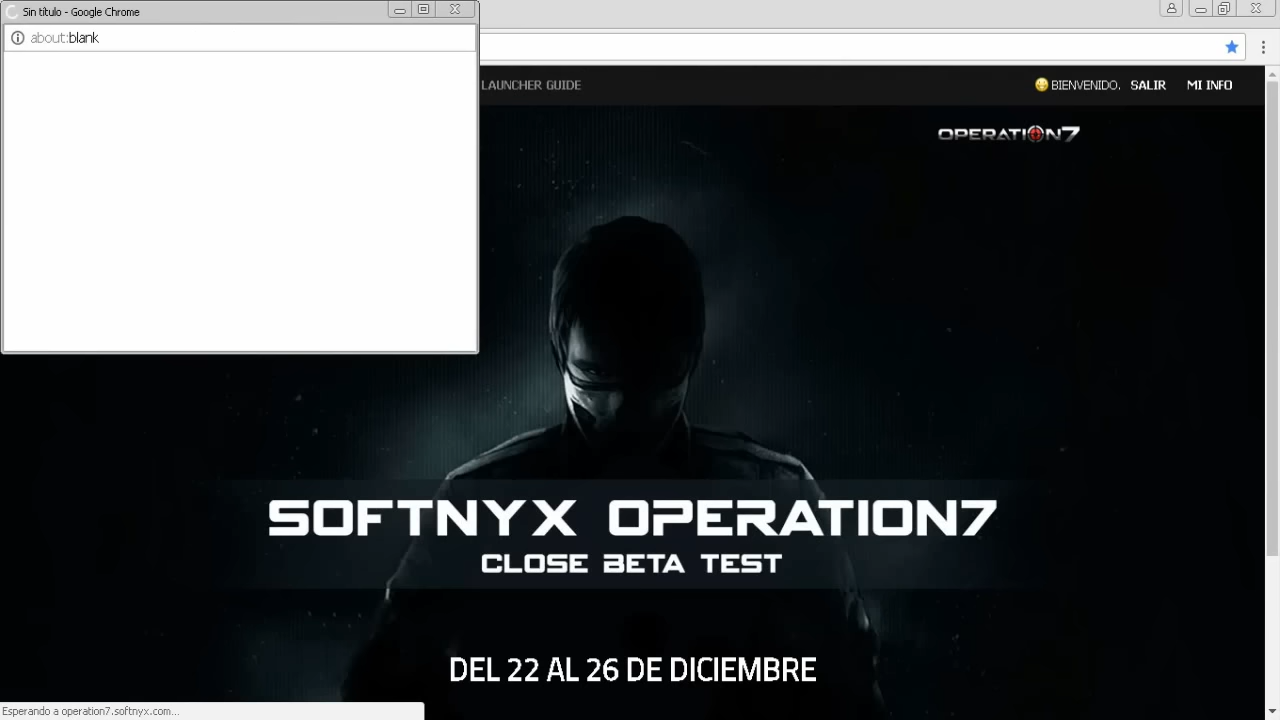 Sin título - Google Chrome
about:blank
LAUNCHER GUIDE
BIENVENIDO. SALIR MI INFO
OPERATION7
SOFTNYX OPERATION7
CLOSE BETA TEST
DEL 22 AL 26 DE DICIEMBRE
Esperando a operation7.softnyx.com...